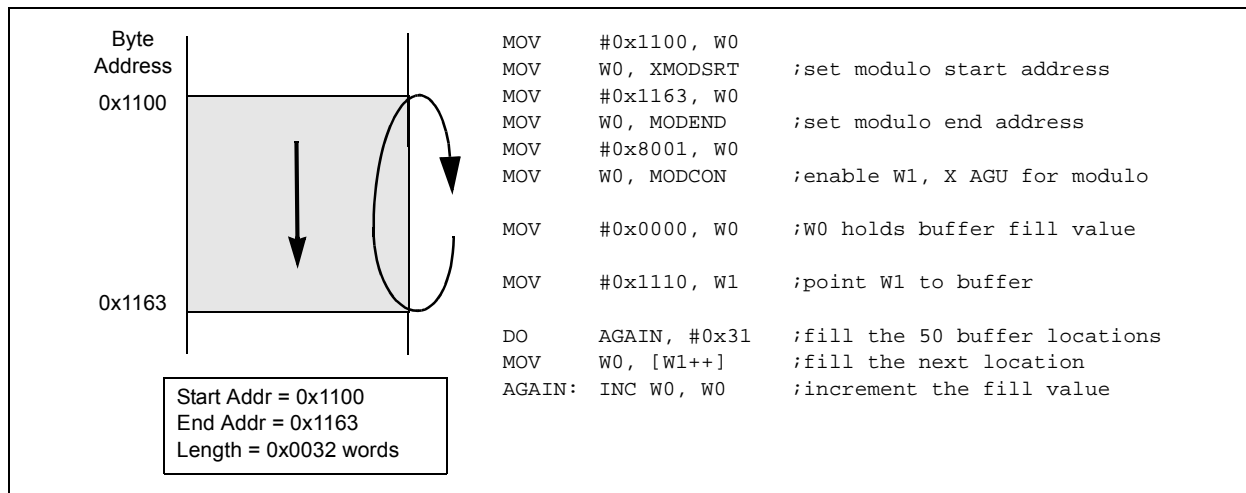 Byte
Address
0x1100
0x1163
Start Addr = 0x1100
End Addr = 0x1163
Length = 0x0032 words
MOV #0x1100, W0
MOV W0, XMODSRT ;set modulo start address
MOV #0x1163, W0
MOV W0, MODEND ;set modulo end address
MOV #0x8001, W0
MOV W0, MODCON ;enable W1, X AGU for modulo
MOV #0x0000, W0 ;W0 holds buffer fill value
MOV #0x1110, W1 ;point W1 to buffer
DO AGAIN, #0x31 ;fill the 50 buffer locations
MOV W0, [W1++] ;fill the next location
AGAIN: INC W0, W0 ;increment the fill value